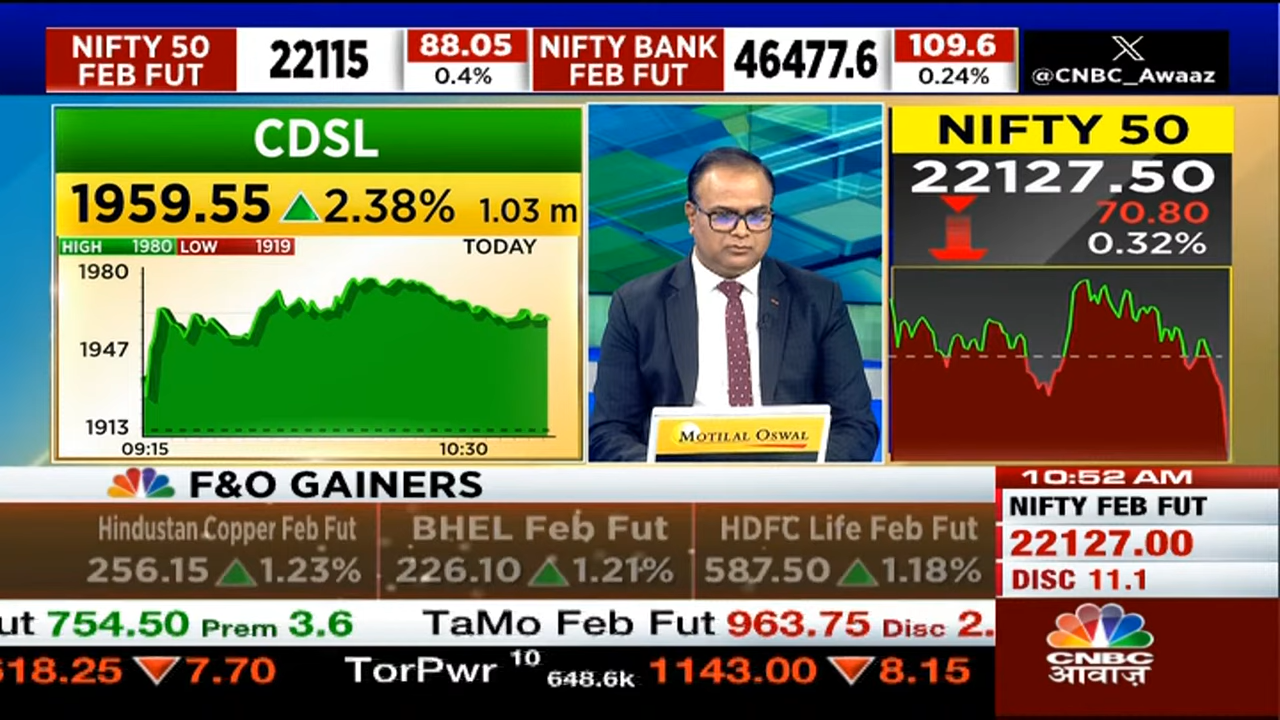 NIFTY 50
FEB FUT
22115
88.05
0.4%
NIFTY BANK
FEB FUT
46477.6
109.6
0.24%
X
@CNBC_Awaaz
CDSL
1959.55 ▲ 2.38% 1.03 m
HIGH 1980 LOW 1919
TODAY
1980
1947
1913
09:15
10:30
MOTILAL OSWAL
NIFTY 50
22127.50
70.80
0.32%
F&O GAINERS
Hindustan Copper Feb Fut
256.15 ▲ 1.23%
BHEL Feb Fut
226.10 ▲ 1.21%
HDFC Life Feb Fut
587.50 ▲ 1.18%
10:52 AM
NIFTY FEB FUT
22127.00
DISC 11.1
ut 754.50 Prem 3.6 TaMo Feb Fut 963.75 Disc 2.
618.25 ▼ 7.70 TorPwr 10 648.6k 1143.00 ▼ 8.15
CNBC
आवाज़